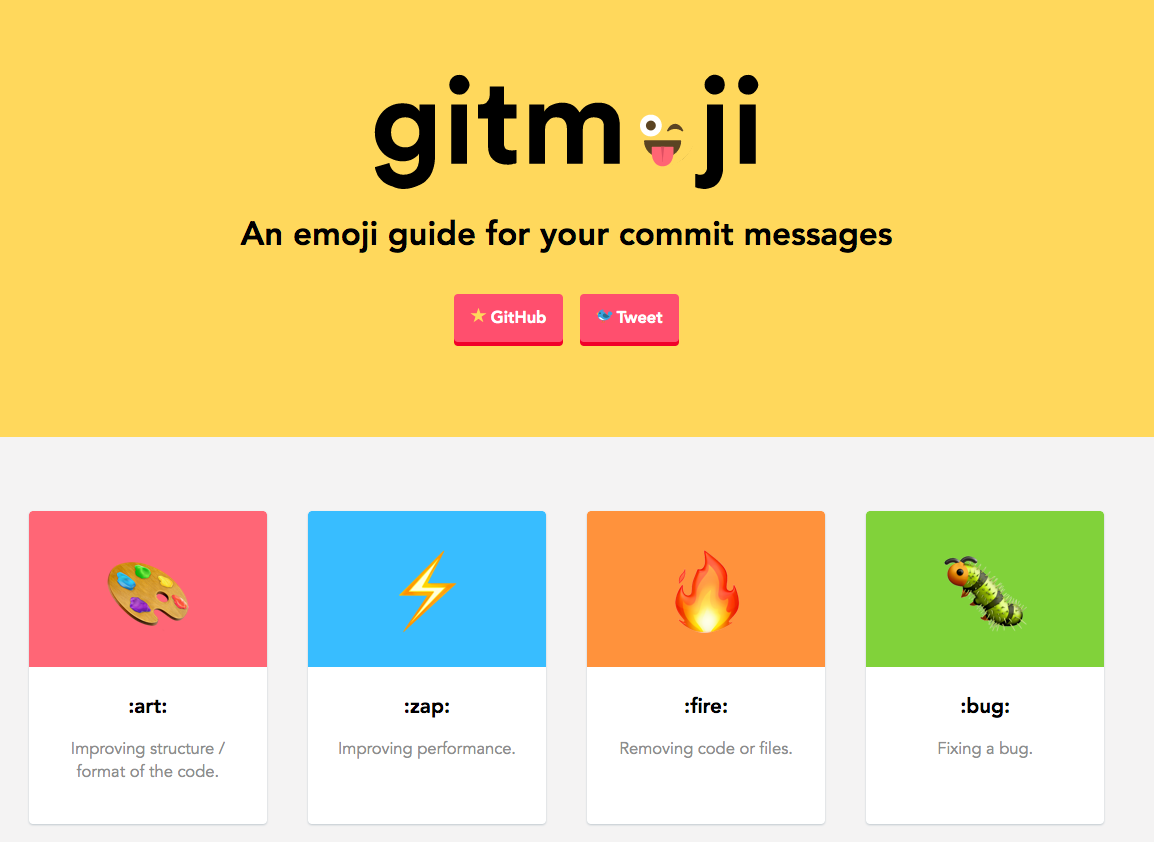 gitm😜ji
An emoji guide for your commit messages
⭐ GitHub
🐦 Tweet
:art:
Improving structure /
format of the code.
:zap:
Improving performance.
:fire:
Removing code or files.
:bug:
Fixing a bug.